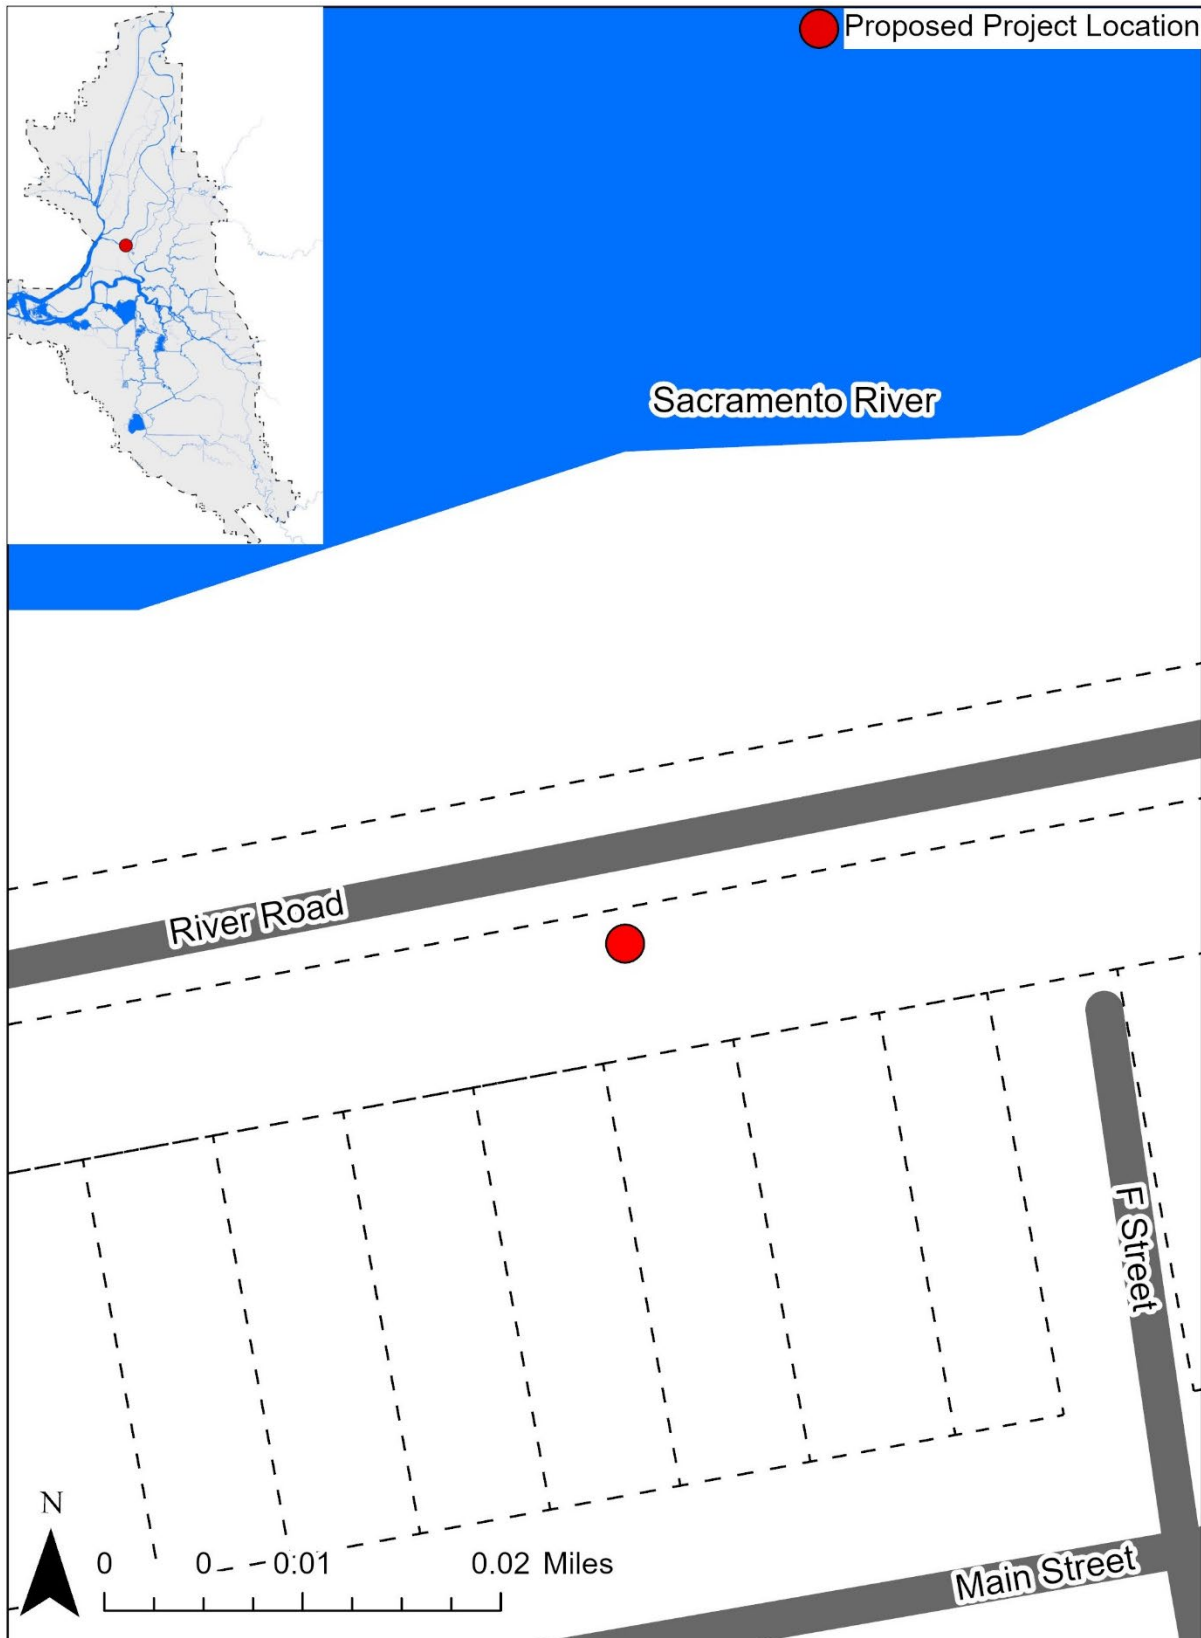 Proposed Project Location
Sacramento River
River Road
F Street
N
0 0 0.01 0.02 Miles
Main Street